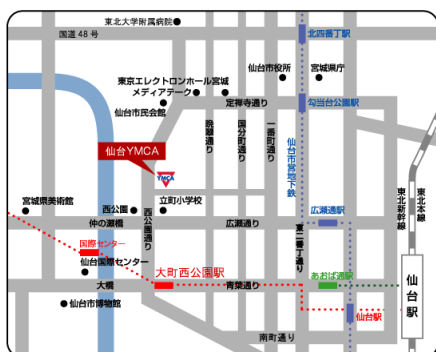 東北大学附属病院
国道48号
北四番丁駅
東京エレクトロンホール宮城
仙台市役所
宮城県庁
メディアテーク
仙台市民会館
定禅寺通り
勾当台公園駅
晩翠通り
国分町通り
一番町通り
仙台市営地下鉄
仙台YMCA
YMCA
宮城県美術館
西公園
立町小学校
仲の瀬橋
西公園通り
広瀬通り
東二番丁通り
広瀬通駅
東北新幹線
東北本線
国際センター
仙台国際センター
大町西公園駅
大橋
青葉通り
あおば通駅
仙台駅
仙台市博物館
仙台駅
南町通り